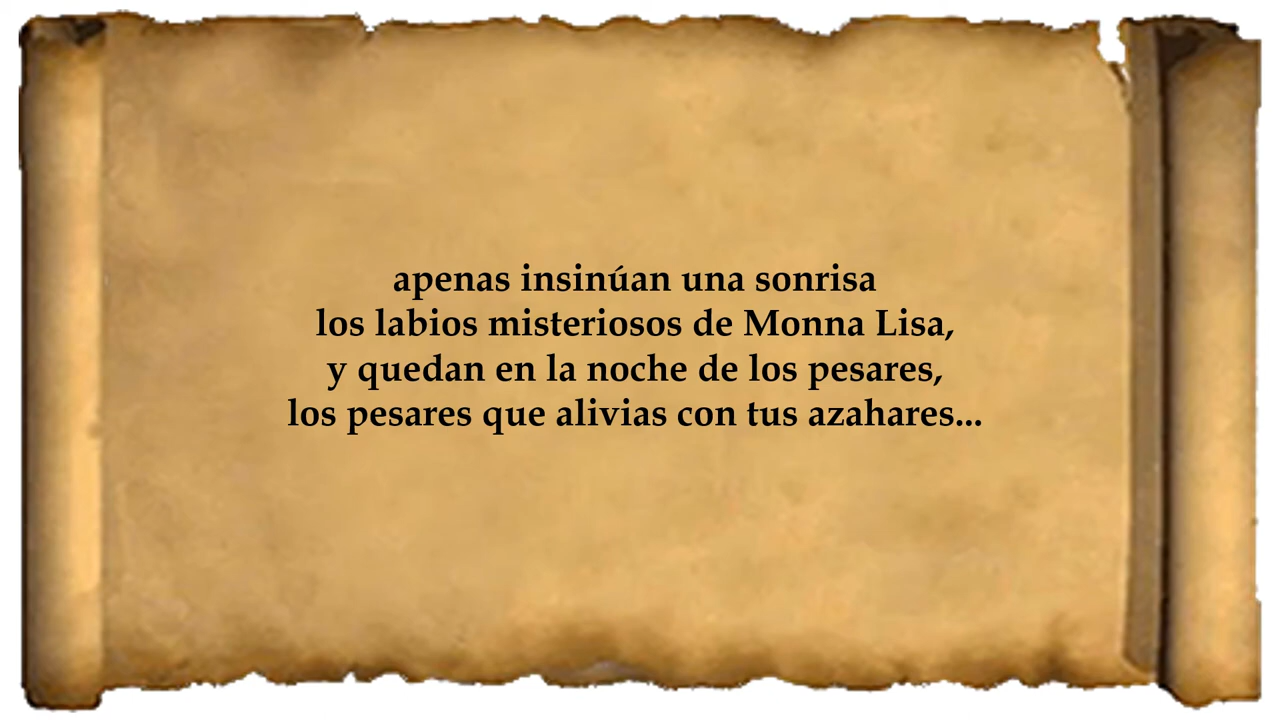 apenas insinúan una sonrisa
los labios misteriosos de Monna Lisa,
y quedan en la noche de los pesares,
los pesares que alivias con tus azahares...